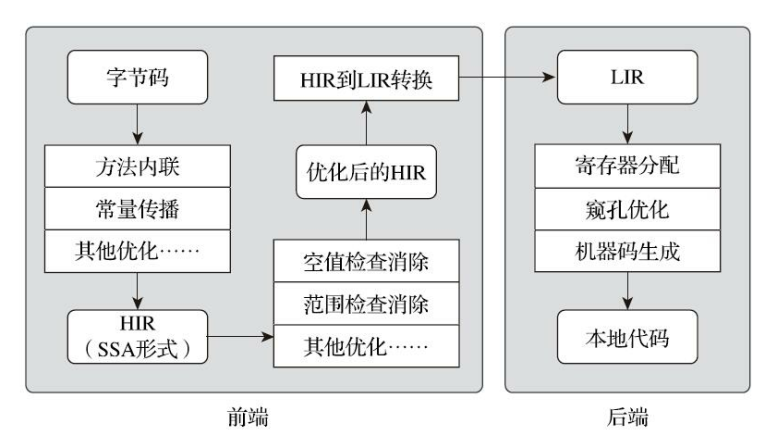 字节码
方法内联
常量传播
其他优化……
HIR
（SSA形式）
HIR到LIR转换
优化后的HIR
空值检查消除
范围检查消除
其他优化……
前端
LIR
寄存器分配
窥孔优化
机器码生成
本地代码
后端